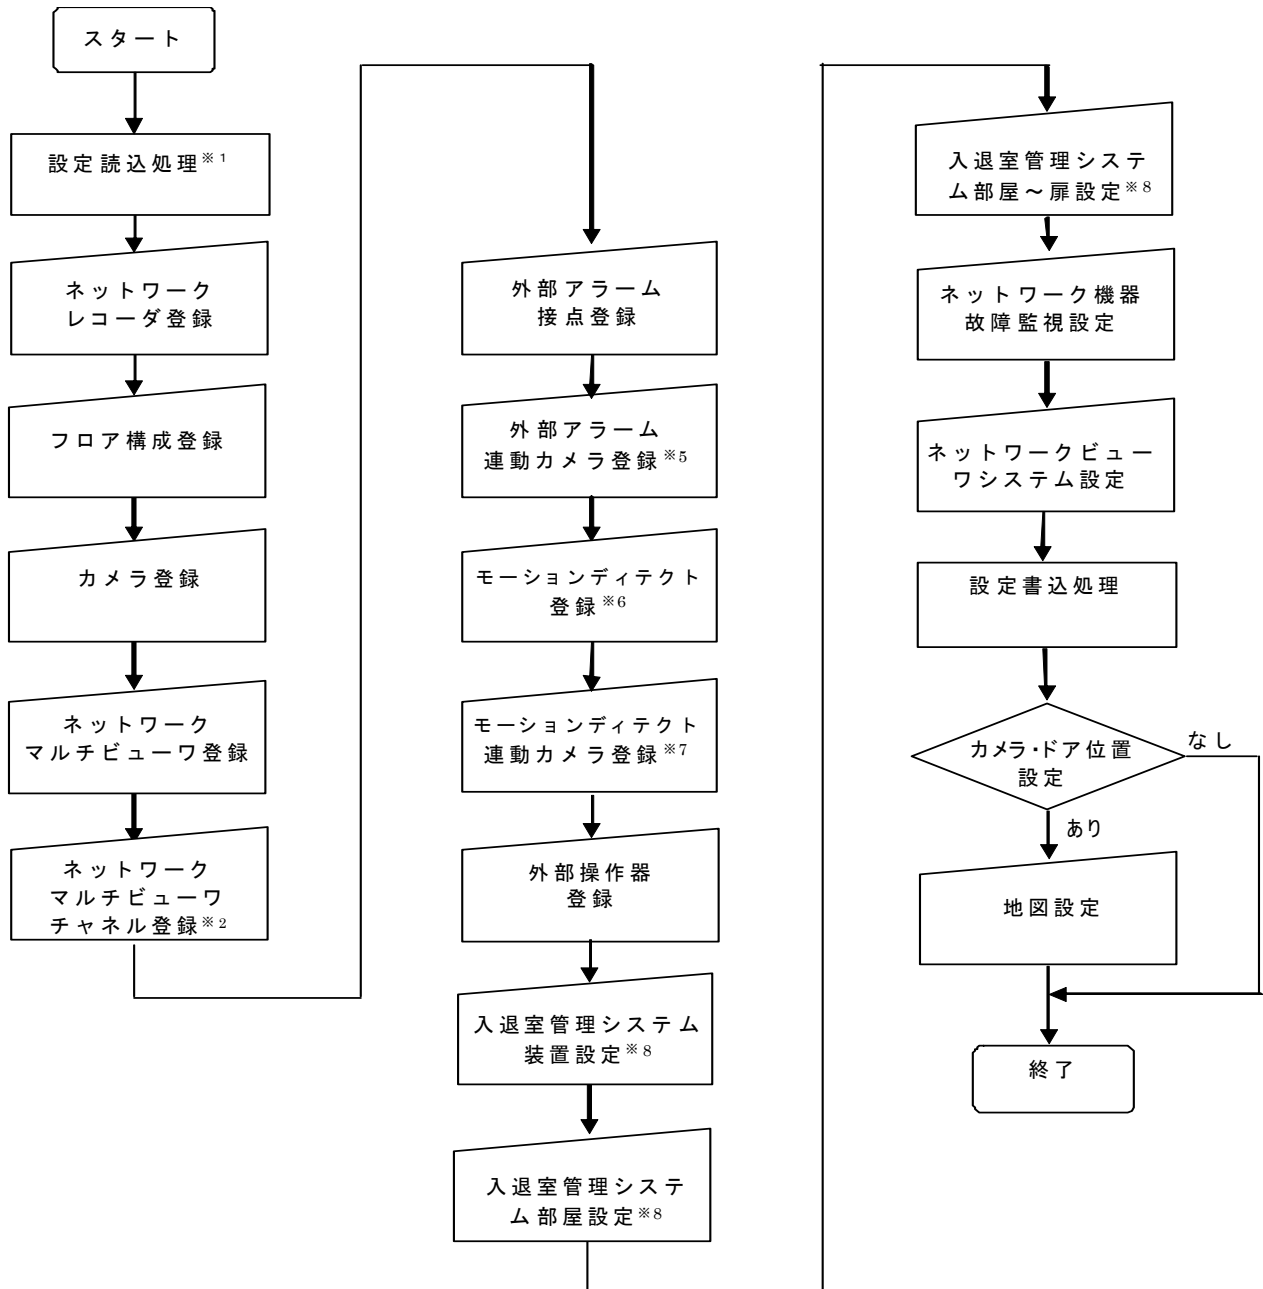 スタート
設定読込処理※1
ネットワーク
レコーダ登録
フロア構成登録
カメラ登録
ネットワーク
マルチビューワ登録
ネットワーク
マルチビューワ
チャネル登録※2
外部アラーム
接点登録
外部アラーム
連動カメラ登録※5
モーションディテクト
登録※6
モーションディテクト
連動カメラ登録※7
外部操作器
登録
入退室管理システム
装置設定※8
入退室管理システ
ム部屋設定※8
入退室管理システ
ム部屋～扉設定※8
ネットワーク機器
故障監視設定
ネットワークビュー
ワシステム設定
設定書込処理
カメラ・ドア位置
設定
なし
あり
地図設定
終了